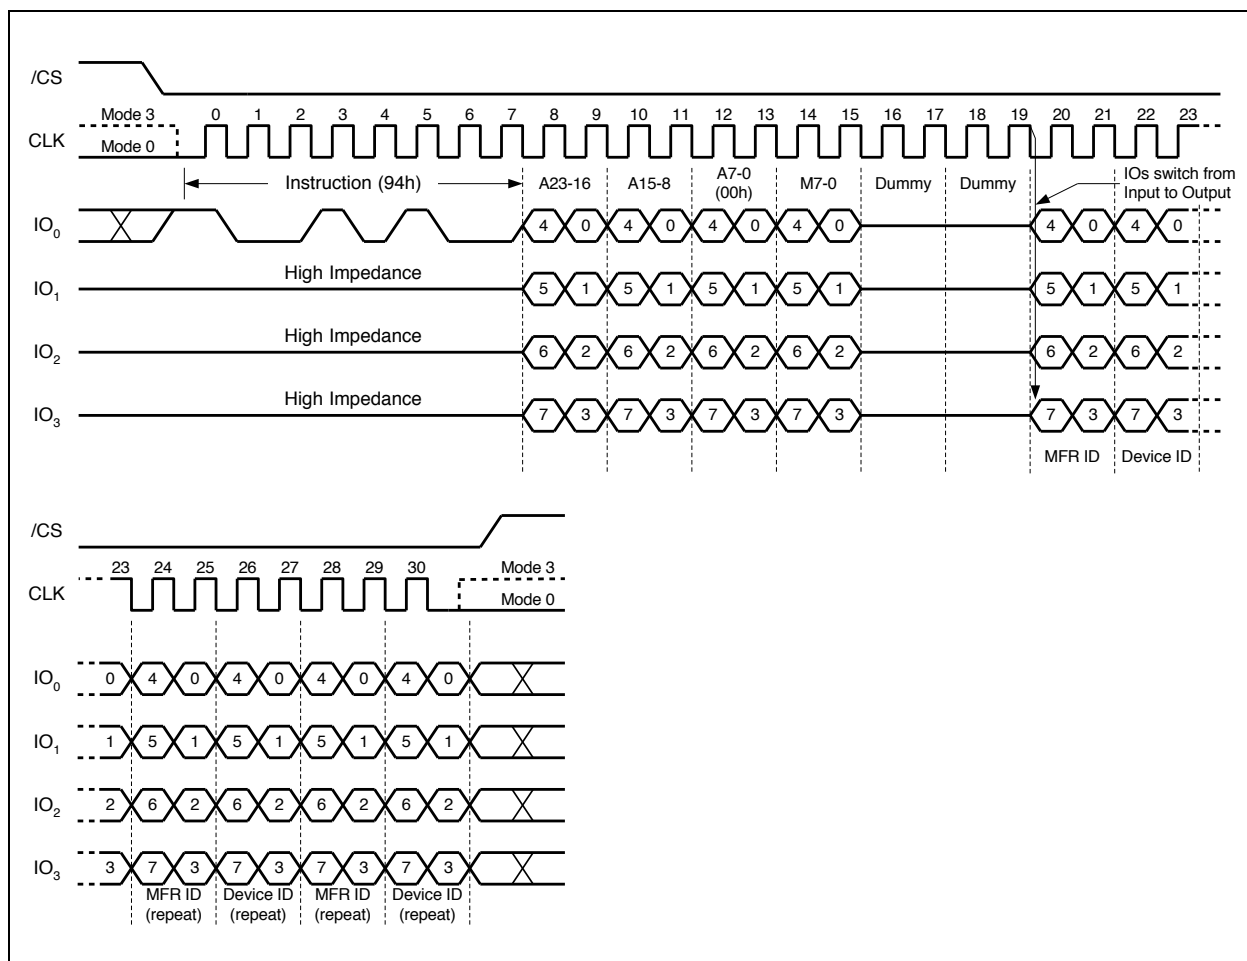 /CS
Mode 3 0 1 2 3 4 5 6 7 8 9 10 11 12 13 14 15 16 17 18 19 20 21 22 23
CLK
Mode 0
Instruction (94h) A23-16 A15-8 A7-0 (00h) M7-0 Dummy Dummy IOs switch from Input to Output
IO0 4 0 4 0 4 0 4 0 4 0 4 0
High Impedance
IO1 5 1 5 1 5 1 5 1 5 1 5 1
High Impedance
IO2 6 2 6 2 6 2 6 2 6 2 6 2
High Impedance
IO3 7 3 7 3 7 3 7 3 7 3 7 3
MFR ID Device ID
/CS
23 24 25 26 27 28 29 30 Mode 3
CLK
Mode 0
IO0 0 4 0 4 0 4 0 4 0
IO1 1 5 1 5 1 5 1 5 1
IO2 2 6 2 6 2 6 2 6 2
IO3 3 7 3 7 3 7 3 7 3
MFR ID Device ID MFR ID Device ID
(repeat) (repeat) (repeat) (repeat)